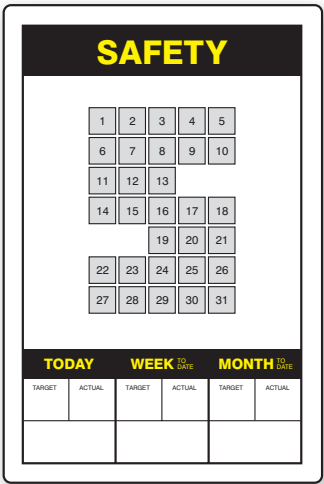 SAFETY
1 2 3 4 5
6 7 8 9 10
11 12 13
14 15 16 17 18
19 20 21
22 23 24 25 26
27 28 29 30 31
TODAY WEEK TO DATE MONTH TO DATE
TARGET ACTUAL TARGET ACTUAL TARGET ACTUAL